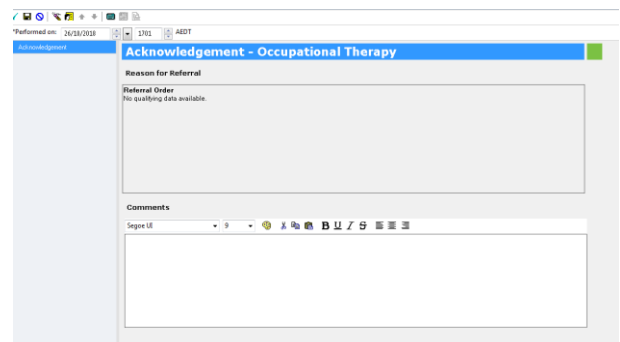 *Performed on: 26/10/2018 1701 AEDT
Acknowledgement
Acknowledgement - Occupational Therapy
Reason for Referral
Referral Order
No qualifying data available.
Comments
Segoe UI 9 B U I S